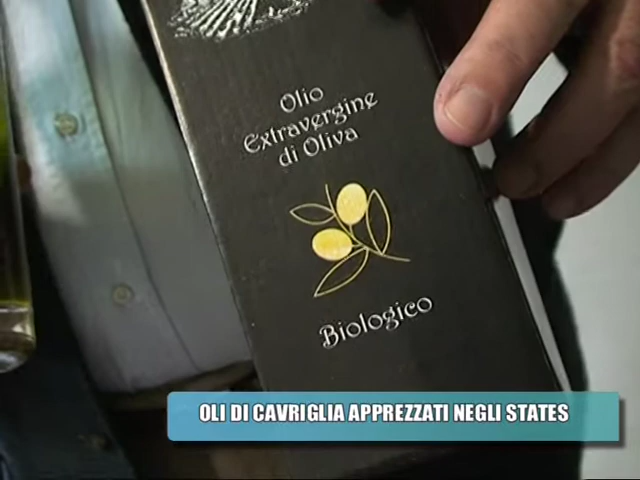 Olio
Extravergine
di Oliva
Biologico
OLI DI CAVRIGLIA APPREZZATI NEGLI STATES